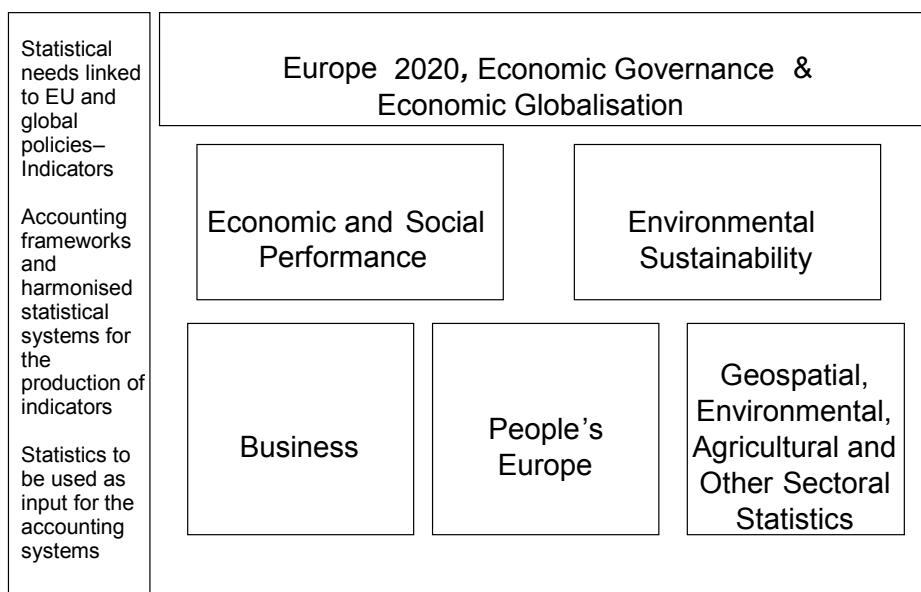 Statistical
needs linked
to EU and
global
policies–
Indicators
Accounting
frameworks
and
harmonised
statistical
systems for
the
production of
indicators
Statistics to
be used as
input for the
accounting
systems
Europe 2020, Economic Governance &
Economic Globalisation
Economic and Social
Performance
Environmental
Sustainability
Business
People’s
Europe
Geospatial,
Environmental,
Agricultural and
Other Sectoral
Statistics